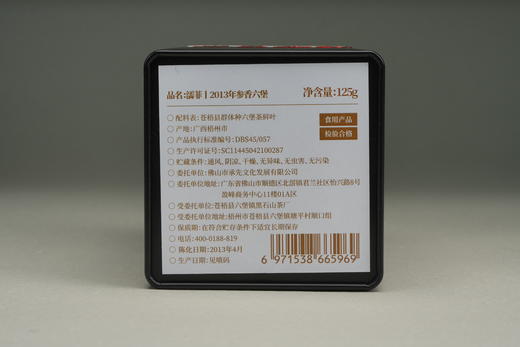 品名:濡菲丨2013年参香六堡
净含量:125g
配料表:苍梧县群体种六堡茶鲜叶
产地:广西梧州市
食用产品
检验合格
产品执行标准编号:DBS45/057
生产许可证号:SC11445042100287
贮藏条件:通风、阴凉、干燥、无异味、无虫害、无污染
委托单位:佛山市承先文化发展有限公司
委托单位地址:广东省佛山市顺德区北滘镇君兰社区怡兴路8号
盈峰商务中心11楼01A区
受委托单位:苍梧县六堡镇黑石山茶厂
受委托单位地址:梧州市苍梧县六堡镇塘平村顺口组
保质期:在符合贮存条件下适宜长期保存
电话:400-0188-819
陈化日期:2013年4月
生产日期:见喷码
6 971538 665969